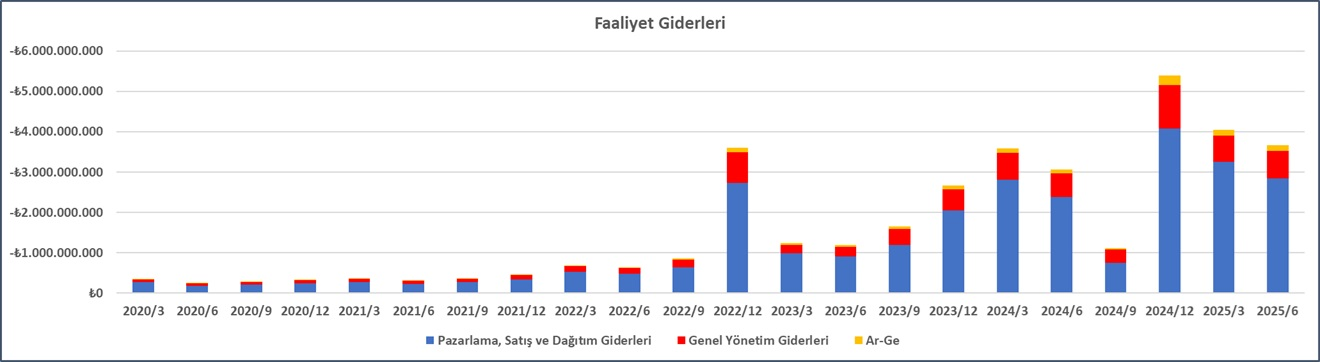 Faaliyet Giderleri
-₺6.000.000.000
-₺5.000.000.000
-₺4.000.000.000
-₺3.000.000.000
-₺2.000.000.000
-₺1.000.000.000
₺0
2020/3 2020/6 2020/9 2020/12 2021/3 2021/6 2021/9 2021/12 2022/3 2022/6 2022/9 2022/12 2023/3 2023/6 2023/9 2023/12 2024/3 2024/6 2024/9 2024/12 2025/3 2025/6
Pazarlama, Satış ve Dağıtım Giderleri Genel Yönetim Giderleri Ar-Ge